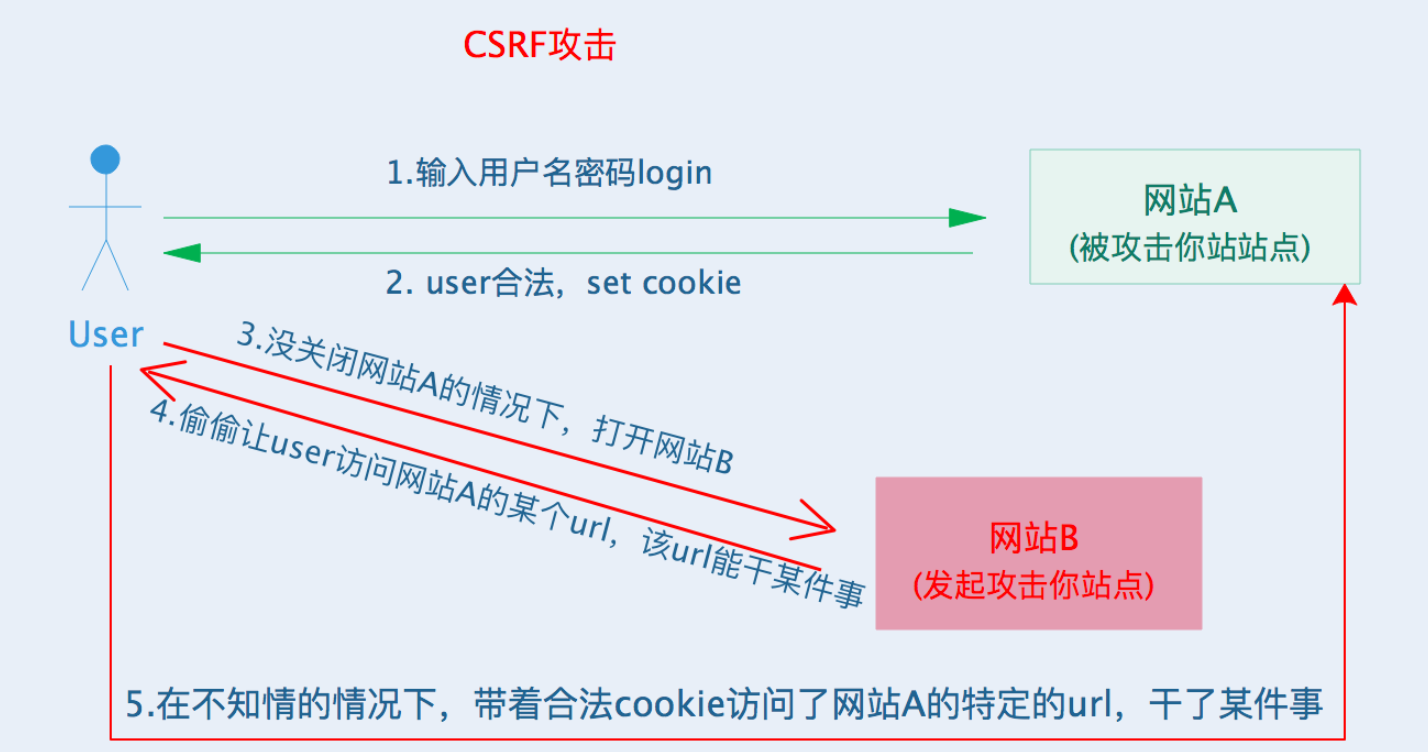 CSRF攻击
1.输入用户名密码login
网站A
(被攻击你站站点)
2. user合法，set cookie
User
3.没关闭网站A的情况下，打开网站B
4.偷偷让user访问网站A的某个url，该url能干某件事
网站B
(发起攻击你站点)
5.在不知情的情况下，带着合法cookie访问了网站A的特定的url，干了某件事